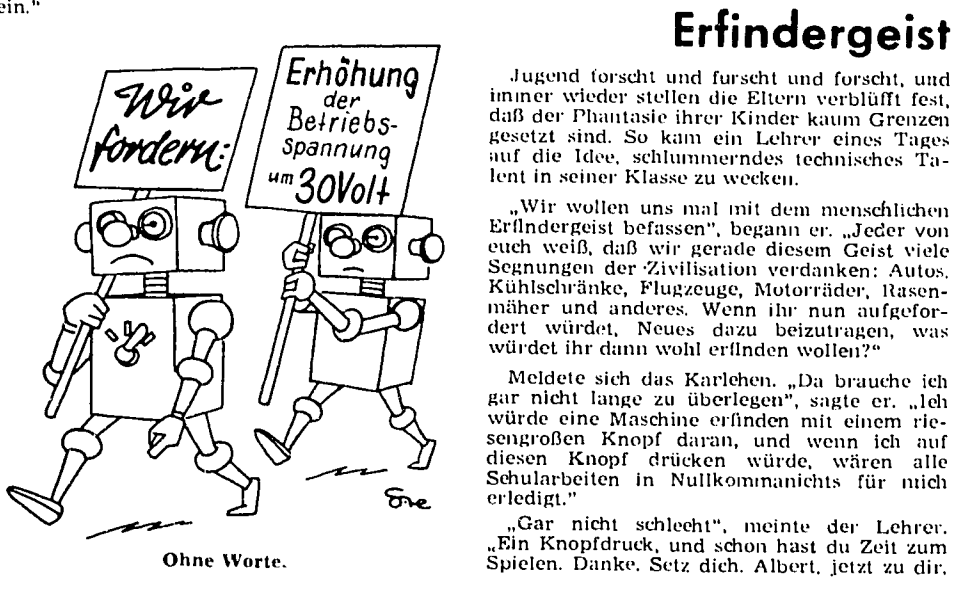 ein."
Wir
fordern:
Erhöhung
der
Betriebs-
spannung
um 30 Volt
Ohne Worte.
Erfindergeist
Jugend forscht und furscht und forscht, und
immer wieder stellen die Eltern verblüfft fest,
daß der Phantasie ihrer Kinder kaum Grenzen
gesetzt sind. So kam ein Lehrer eines Tages
auf die Idee, schlummerndes technisches Ta-
lent in seiner Klasse zu wecken.
„Wir wollen uns mal mit dem menschlichen
Erfindergeist befassen", begann er. „Jeder von
euch weiß, daß wir gerade diesem Geist viele
Segnungen der Zivilisation verdanken: Autos,
Kühlschränke, Flugzeuge, Motorräder, Rasen-
mäher und anderes. Wenn ihr nun aufgefor-
dert würdet, Neues dazu beizutragen, was
würdet ihr dann wohl erfinden wollen?"
Meldete sich das Karlchen. „Da brauche ich
gar nicht lange zu überlegen", sagte er. „Ich
würde eine Maschine erfinden mit einem rie-
sengroßen Knopf daran, und wenn ich auf
diesen Knopf drücken würde, wären alle
Schularbeiten in Nullkommanichts für mich
erledigt."
„Gar nicht schlecht", meinte der Lehrer.
„Ein Knopfdruck, und schon hast du Zeit zum
Spielen. Danke. Setz dich. Albert, jetzt zu dir.